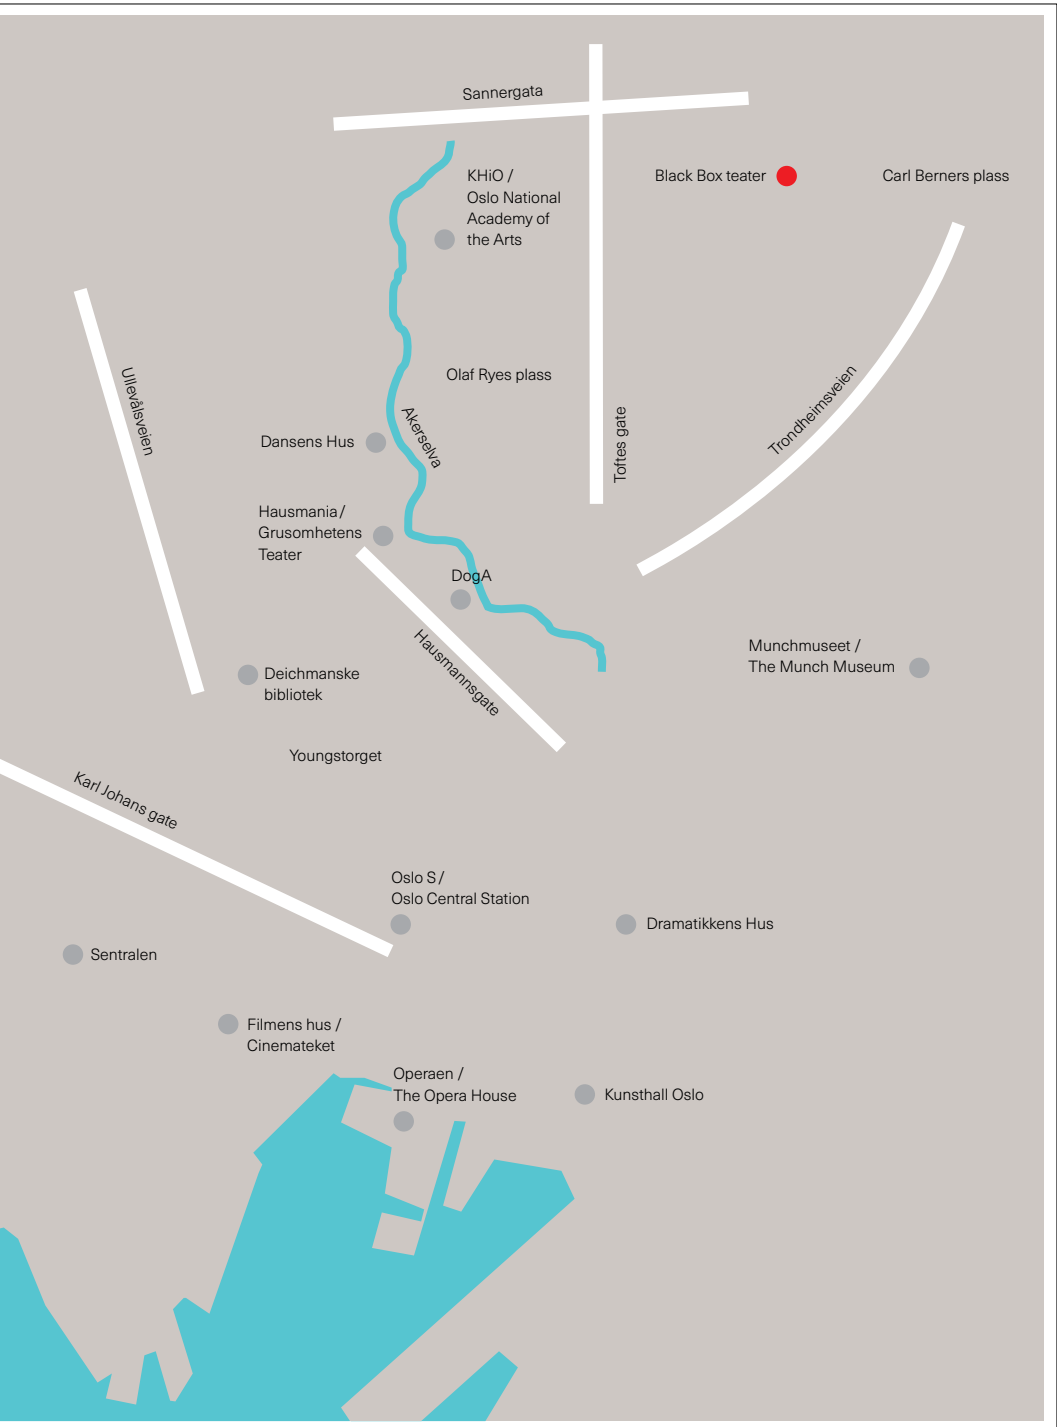 Sannergata
KHiO /
Oslo National
Academy of
the Arts
Black Box teater
Carl Berners plass
Ullevålsveien
Olaf Ryes plass
Akerselva
Toftes gate
Trondheimsveien
Dansens Hus
Hausmania /
Grusomhetens
Teater
DogA
Hausmannsgate
Munchmuseet /
The Munch Museum
Deichmanske
bibliotek
Youngstorget
Karl Johans gate
Oslo S /
Oslo Central Station
Dramatikkens Hus
Sentralen
Filmens hus /
Cinemateket
Operaen /
The Opera House
Kunsthall Oslo